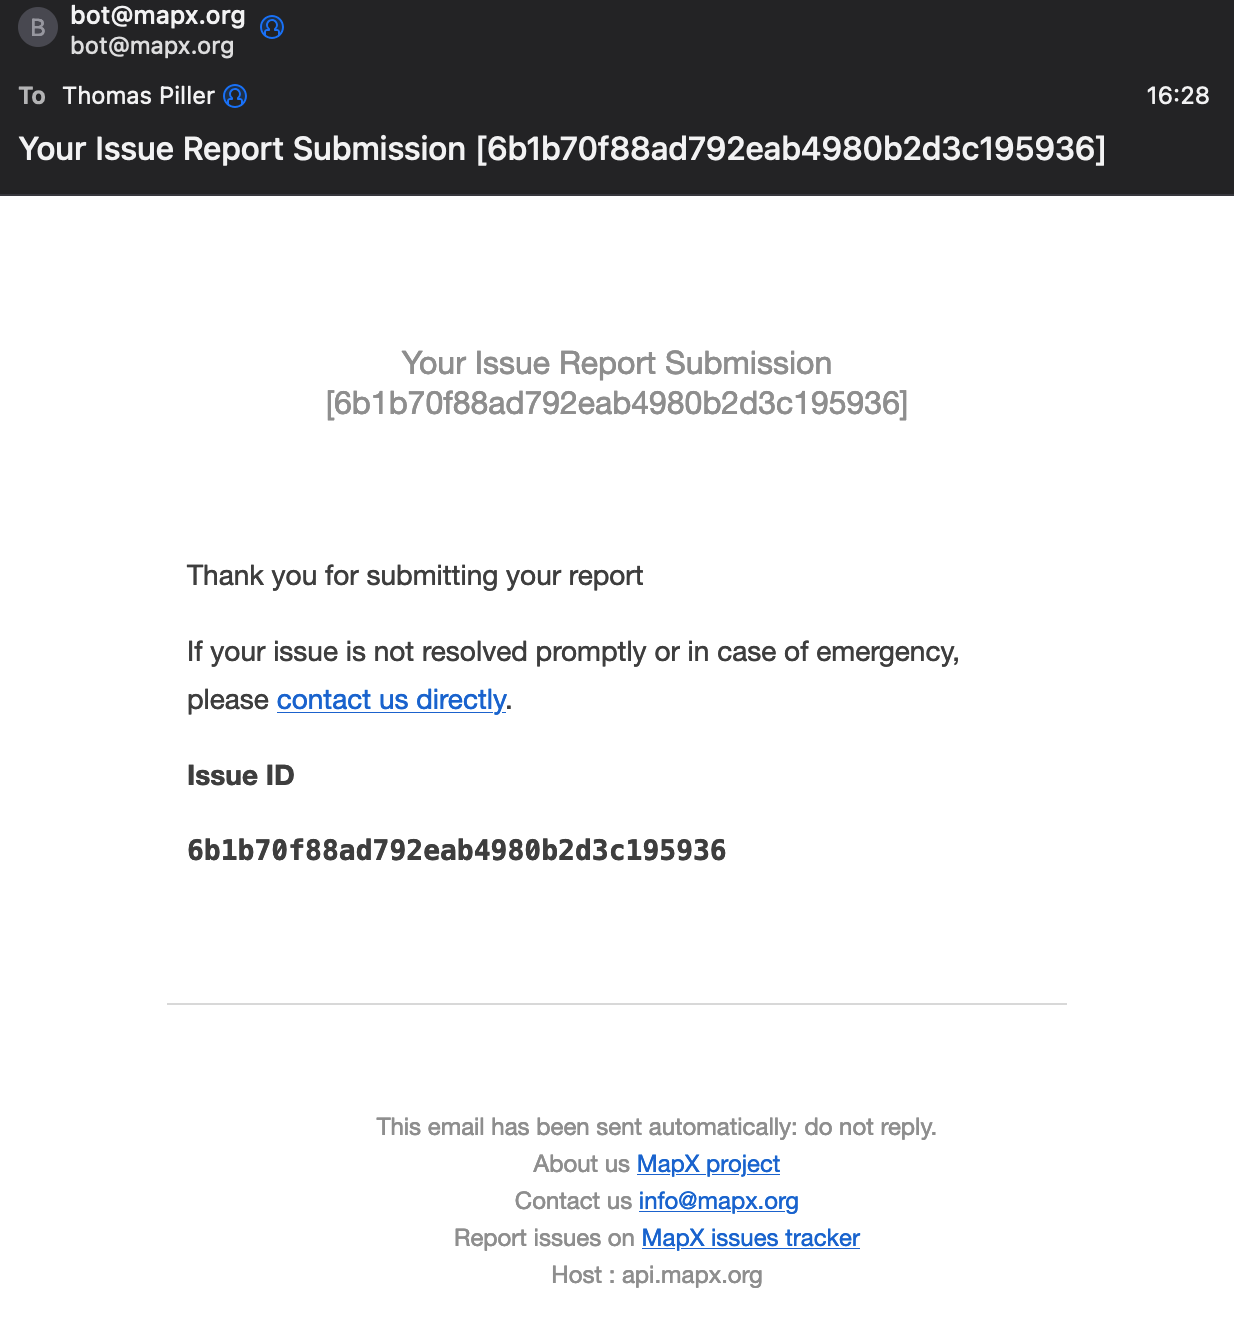 B
bot@mapx.org
bot@mapx.org
To Thomas Piller
16:28
Your Issue Report Submission [6b1b70f88ad792eab4980b2d3c195936]
Your Issue Report Submission
[6b1b70f88ad792eab4980b2d3c195936]
Thank you for submitting your report
If your issue is not resolved promptly or in case of emergency,
please contact us directly.
Issue ID
6b1b70f88ad792eab4980b2d3c195936
This email has been sent automatically: do not reply.
About us MapX project
Contact us info@mapx.org
Report issues on MapX issues tracker
Host : api.mapx.org